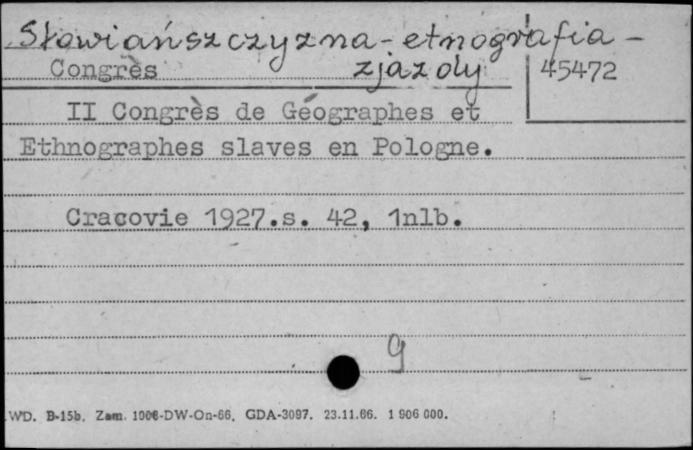 Słowiańszczyzna - etnografia -
zjazdy
Congrès
45472
II Congrès de Géographes et
Ethnographes slaves en Pologne.
Cracovie 1927.s. 42, 1nlb.
9
WD. B-15b. Zam. 1006-DW-On-66. GDA-3097. 23.11.66. 1 906 000.